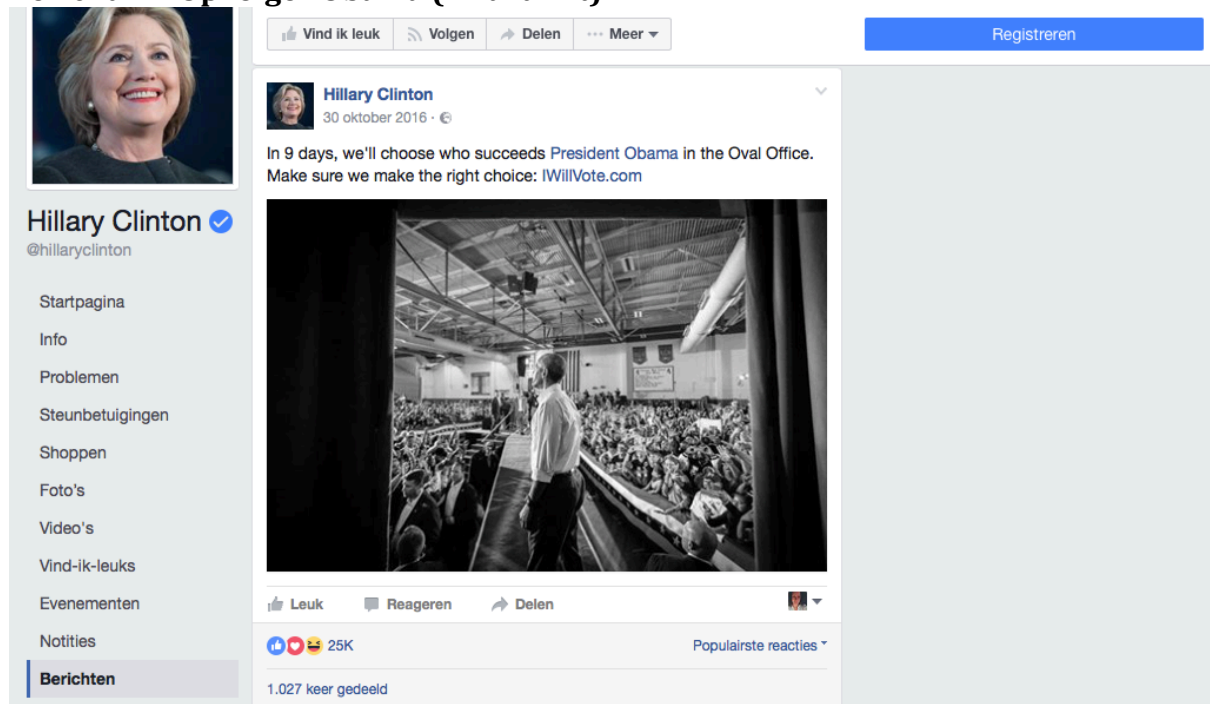 Vind ik leuk Volgen Delen ··· Meer
Registreren
Hillary Clinton
30 oktober 2016 ·
In 9 days, we'll choose who succeeds President Obama in the Oval Office.
Make sure we make the right choice: IWillVote.com
Hillary Clinton
@hillaryclinton
Startpagina
Info
Problemen
Steunbetuigingen
Shoppen
Foto's
Video's
Vind-ik-leuks
Evenementen
Notities
Berichten
Leuk Reageren Delen
25K
Populairste reacties
1.027 keer gedeeld